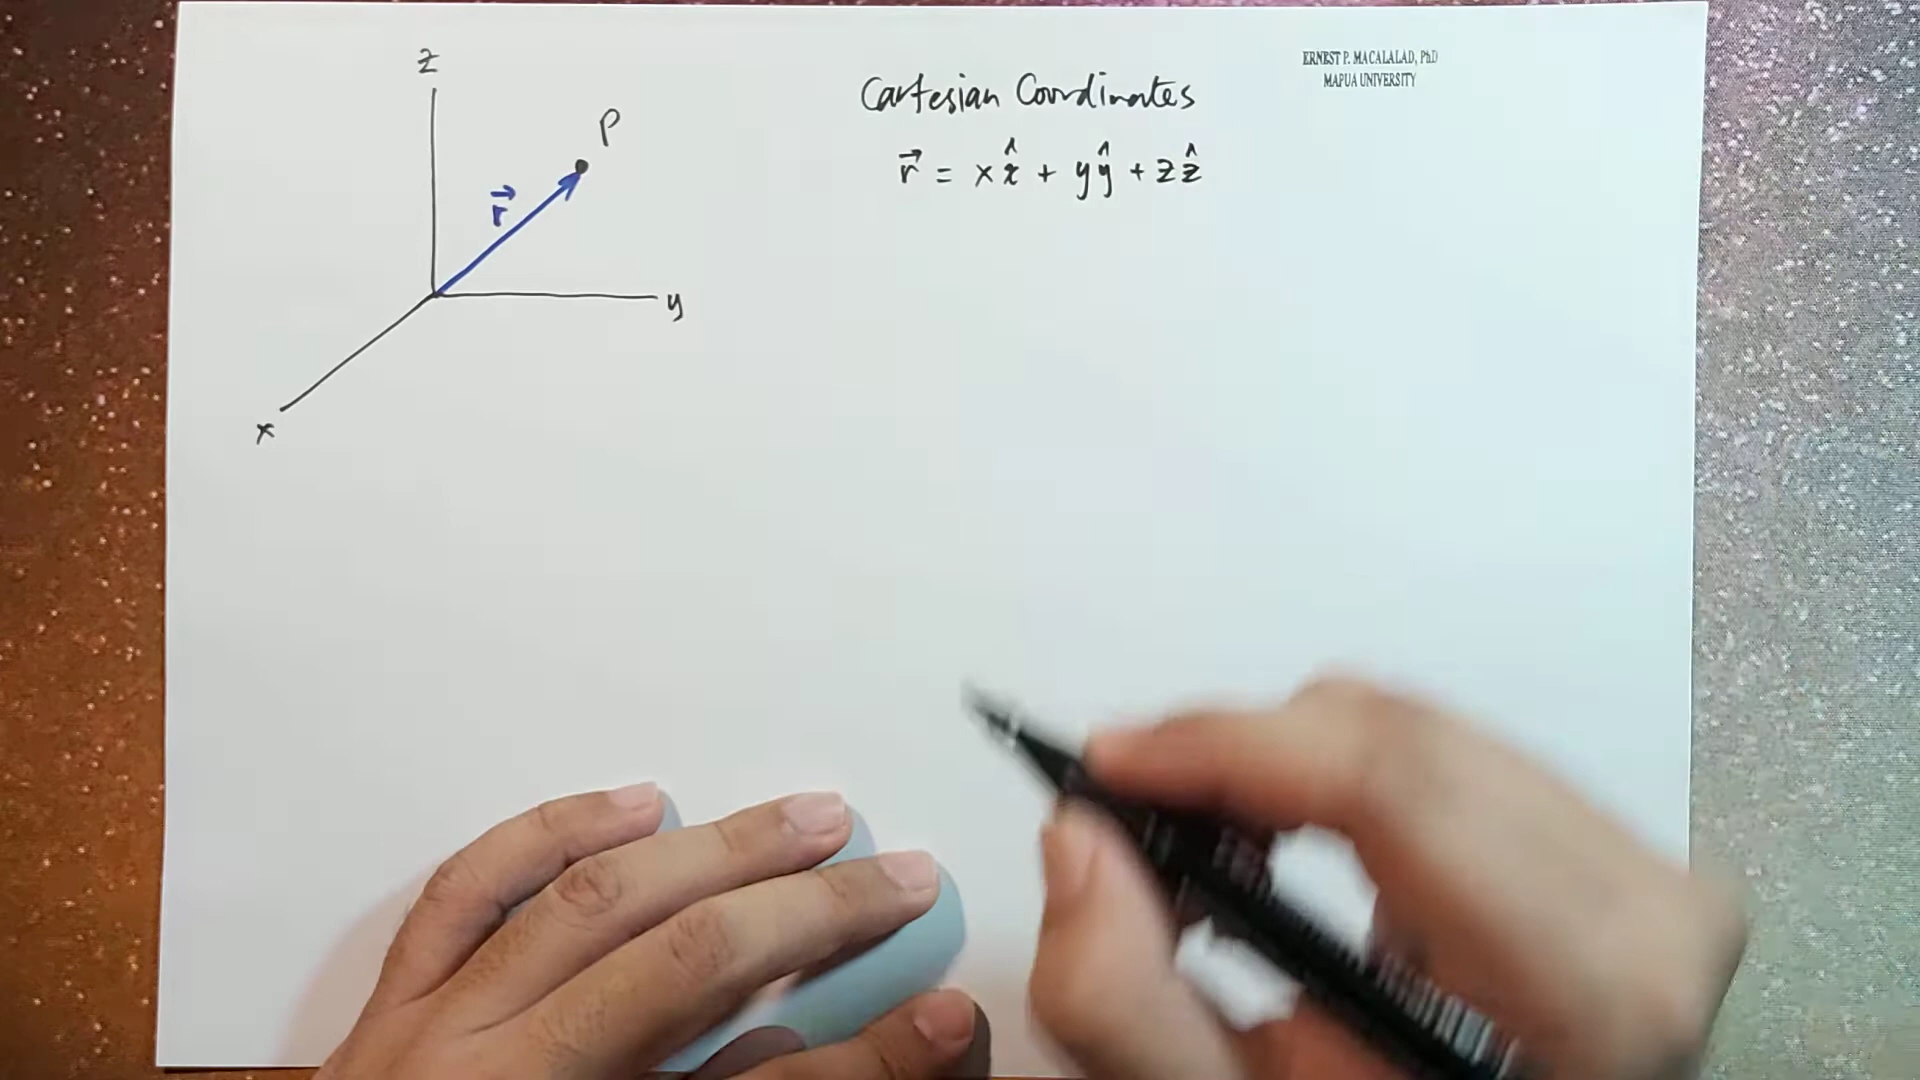 z
P
r⃗
y
x
Cartesian Coordinates
r⃗ = x x̂ + y ŷ + z ẑ
ERNEST P. MACALALAD, PhD
MAPUA UNIVERSITY